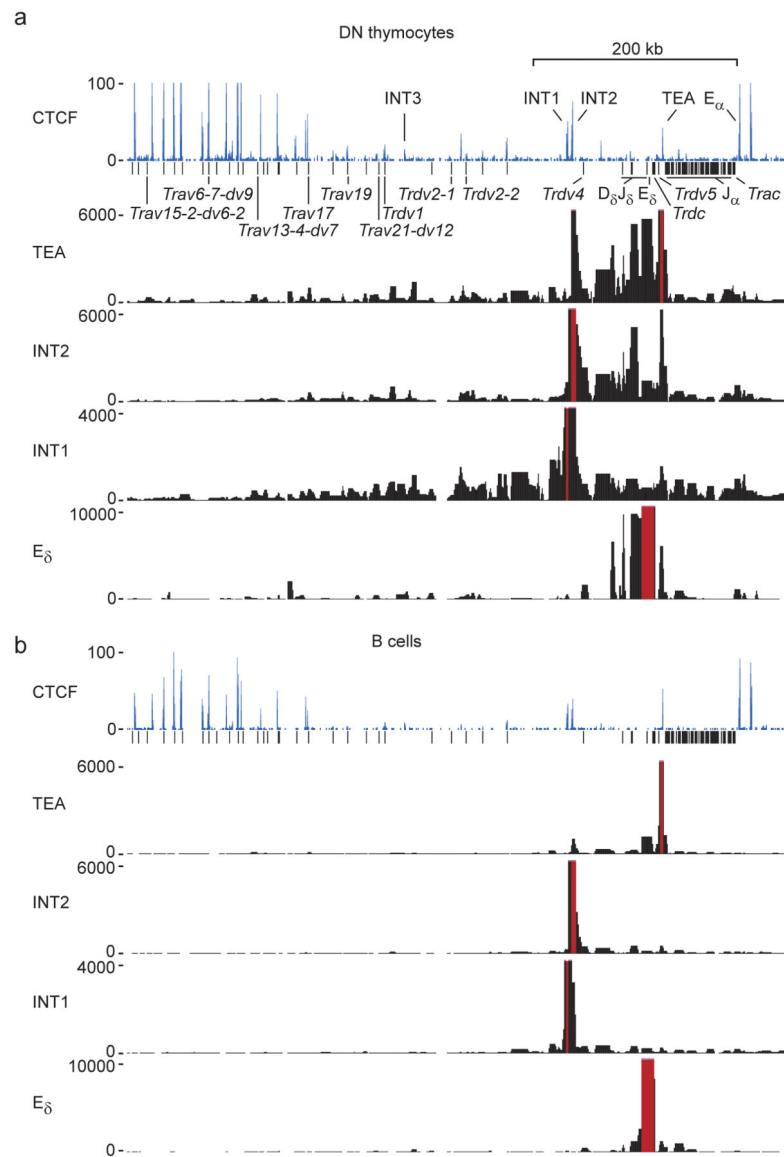 a
DN thymocytes
200 kb
100
CTCF
0
INT3
INT1 INT2
TEA Eα
Trav6-7-dv9 Trav19 Trdv2-1 Trdv2-2 Trdv4 DδJδ Eδ Trdv5 Jα Trac
Trav15-2-dv6-2 Trav17 Trdv1 Trdc
Trav13-4-dv7 Trav21-dv12
6000
TEA
0
6000
INT2
0
4000
INT1
0
10000
Eδ
0
b
B cells
100
CTCF
0
6000
TEA
0
6000
INT2
0
4000
INT1
0
10000
Eδ
0